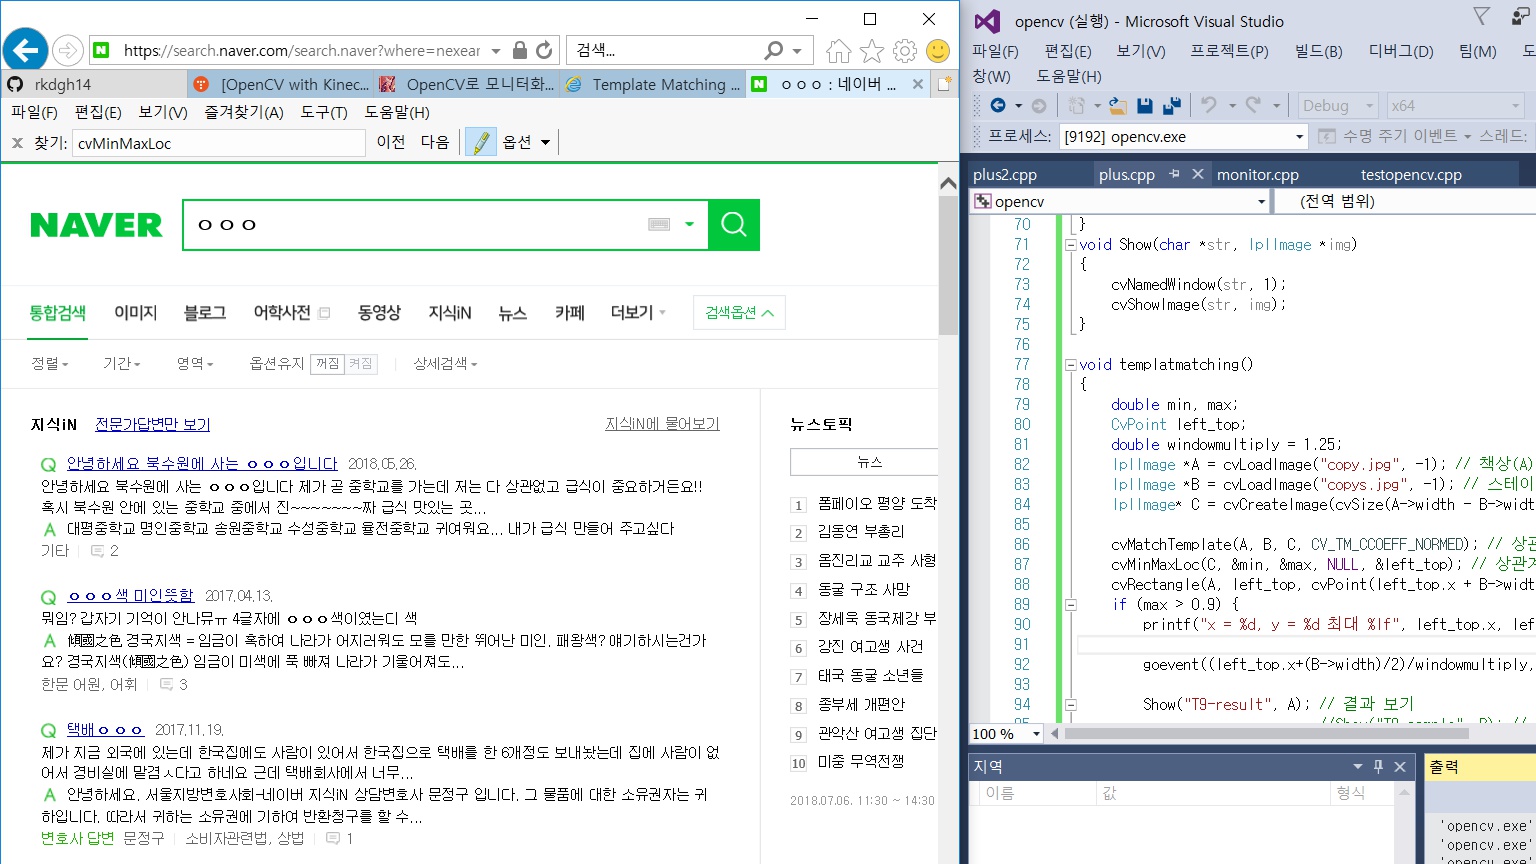 https://search.naver.com/search.naver?where=nexear
검색...
rkdgh14
[OpenCV with Kinec...
OpenCV로 모니터화...
Template Matching ...
ㅇㅇㅇ : 네이버 ...
파일(F) 편집(E) 보기(V) 즐겨찾기(A) 도구(T) 도움말(H)
x 찾기: cvMinMaxLoc 이전 다음 옵션
NAVER
ㅇㅇㅇ
통합검색 이미지 블로그 어학사전 동영상 지식iN 뉴스 카페 더보기 검색옵션
정렬 기간 영역 옵션유지 꺼짐 켜짐 상세검색
지식iN 전문가답변만 보기 지식iN에 물어보기
Q 안녕하세요 북수원에 사는 ㅇㅇㅇ입니다 2018.05.26.
안녕하세요 북수원에 사는 ㅇㅇㅇ입니다 제가 곧 중학교를 가는데 저는 다 상관없고 급식이 중요하거든요!!
혹시 북수원 안에 있는 중학교 중에서 진~~~~~~~짜 급식 맛있는 곳...
A 대평중학교 명인중학교 송원중학교 수성중학교 율전중학교 귀여워요... 내가 급식 만들어 주고싶다
기타 2
Q ㅇㅇㅇ색 미인뜻함 2017.04.13.
뭐임? 갑자기 기억이 안나뮤ㅠ 4글자에 ㅇㅇㅇ색이였는디 색
A 傾國之色 경국지색 = 임금이 혹하여 나라가 어지러워도 모를 만한 뛰어난 미인. 패왕색? 얘기하시는건가
요? 경국지색(傾國之色) 임금이 미색에 푹 빠져 나라가 기울어져도...
한문 어원, 어휘 3
Q 택배ㅇㅇㅇ 2017.11.19.
제가 지금 외국에 있는데 한국집에도 사람이 있어서 한국집으로 택배를 한 6개정도 보내놨는데 집에 사람이 없
어서 경비실에 맡겼ㅅ다고 하네요 근데 택배회사에서 너무...
A 안녕하세요. 서울지방변호사회-네이버 지식iN 상담변호사 문정구 입니다. 그 물품에 대한 소유권자는 귀
하입니다. 따라서 귀하는 소유권에 기하여 반환청구를 할 수...
변호사 답변 문정구 소비자관련법, 상법 1
뉴스토픽
뉴스
1 폼페이오 평양 도착
2 김동연 부총리
3 옴진리교 교주 사형
4 동굴 구조 사망
5 장세욱 동국제강 부
6 강진 여고생 사건
7 태국 동굴 소년들
8 종부세 개편안
9 관악산 여고생 집단
10 미중 무역전쟁
2018.07.06. 11:30 ~ 14:30
opencv (실행) - Microsoft Visual Studio
파일(F) 편집(E) 보기(V) 프로젝트(P) 빌드(B) 디버그(D) 팀(M) 도
창(W) 도움말(H)
Debug x64
프로세스: [9192] opencv.exe 수명 주기 이벤트 스레드:
plus2.cpp plus.cpp monitor.cpp testopencv.cpp
opencv (전역 범위)
70 }
71 void Show(char *str, IplImage *img)
72 {
73 cvNamedWindow(str, 1);
74 cvShowImage(str, img);
75 }
76
77 void templatmatching()
78 {
79 double min, max;
80 CvPoint left_top;
81 double windowmultiply = 1.25;
82 IplImage *A = cvLoadImage("copy.jpg", -1); // 책상(A)
83 IplImage *B = cvLoadImage("copys.jpg", -1); // 스테이
84 IplImage* C = cvCreateImage(cvSize(A->width - B->widt
85
86 cvMatchTemplate(A, B, C, CV_TM_CCOEFF_NORMED); // 상관
87 cvMinMaxLoc(C, &min, &max, NULL, &left_top); // 상관계
88 cvRectangle(A, left_top, cvPoint(left_top.x + B->widt
89 if (max > 0.9) {
90 printf("x = %d, y = %d 최대 %lf", left_top.x, lef
91
92 goevent((left_top.x+(B->width)/2)/windowmultiply,
93
94 Show("T9-result", A); // 결과 보기
100 %
지역
이름 값 형식
출력
'opencv.exe'
'opencv.exe'
'opencv.exe'